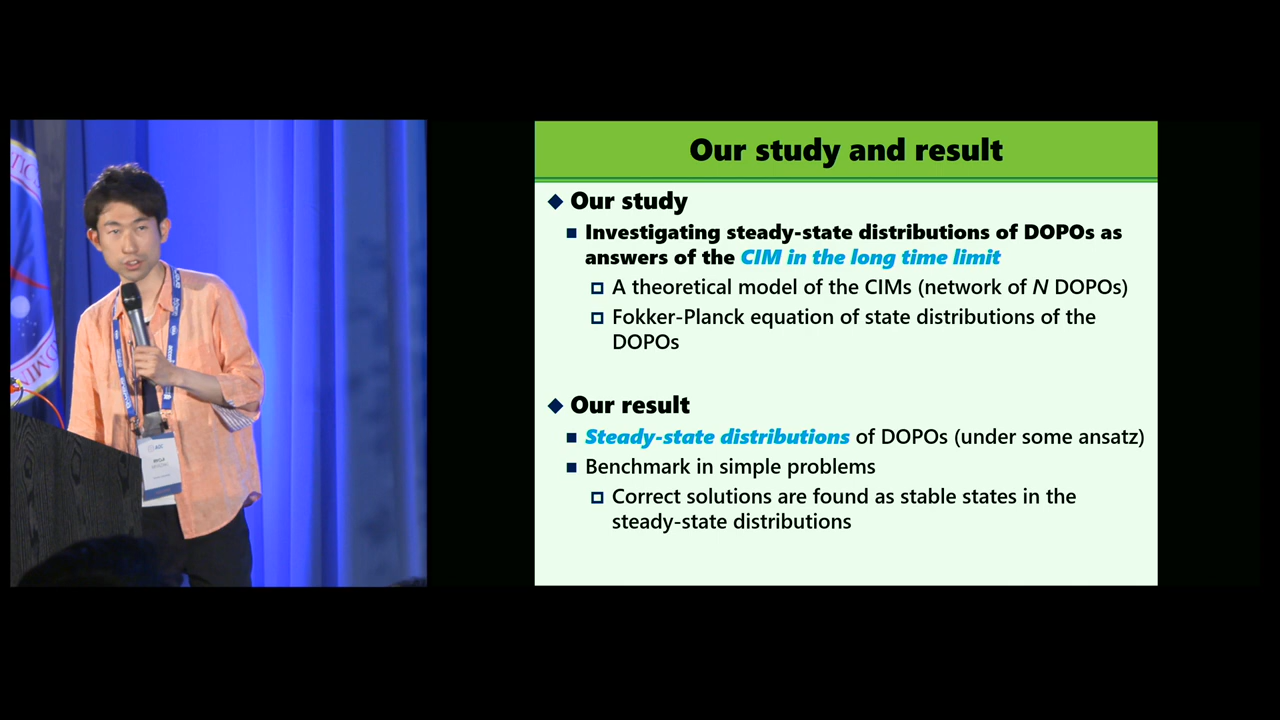 Our study and result
Our study
Investigating steady-state distributions of DOPOs as
answers of the CIM in the long time limit
A theoretical model of the CIMs (network of N DOPOs)
Fokker-Planck equation of state distributions of the
DOPOs
Our result
Steady-state distributions of DOPOs (under some ansatz)
Benchmark in simple problems
Correct solutions are found as stable states in the
steady-state distributions